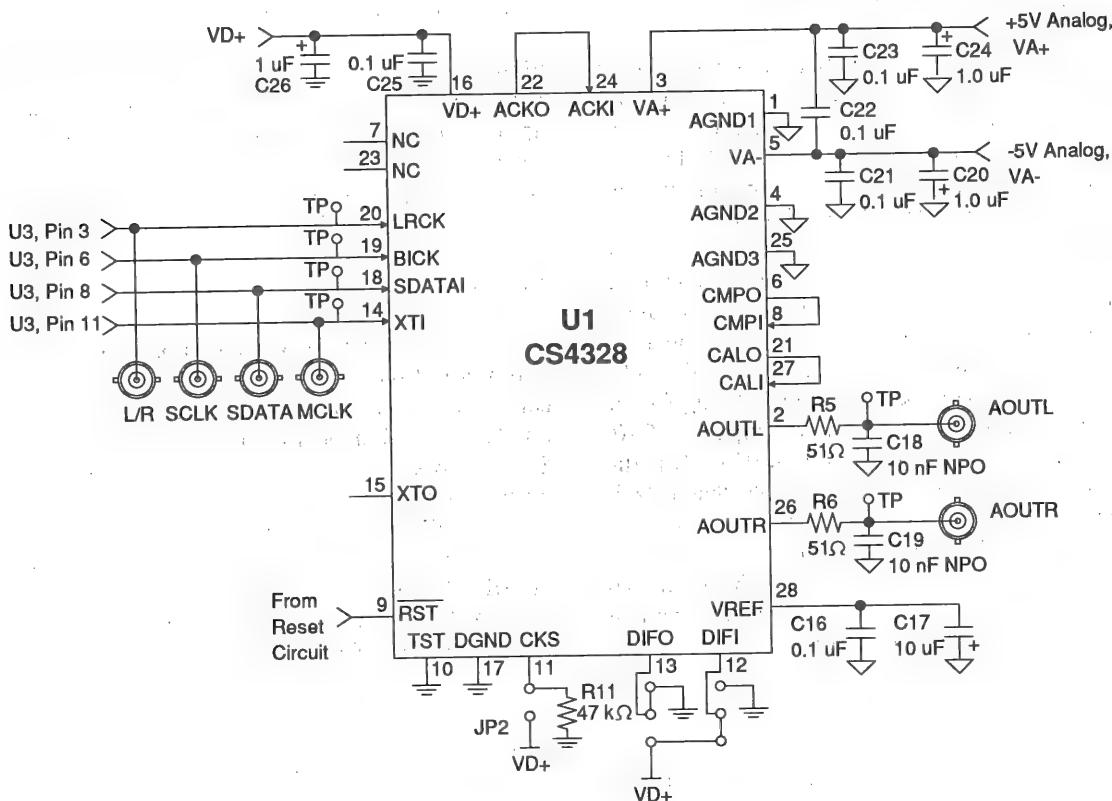 VD+
1 uF
C26
0.1 uF
C25
+
16
22
24
3
VD+
ACKO
ACKI
VA+
C23
0.1 uF
+
C24
1.0 uF
+5V Analog,
VA+
C22
0.1 uF
1
AGND1
5
VA-
-5V Analog,
VA-
C21
0.1 uF
C20
+
1.0 uF
7
NC
23
NC
4
AGND2
25
AGND3
U3, Pin 3
TP
20
LRCK
U3, Pin 6
TP
19
BICK
U3, Pin 8
TP
18
SDATAI
U3, Pin 11
TP
14
XTI
6
CMPO
8
CMPI
21
CALO
27
CALI
U1
CS4328
L/R
SCLK
SDATA
MCLK
2
AOUTL
R5
51Ω
TP
C18
10 nF NPO
AOUTL
15
XTO
26
AOUTR
R6
51Ω
TP
C19
10 nF NPO
AOUTR
28
VREF
C16
0.1 uF
C17
10 uF
+
From
Reset
Circuit
9
RST
TST
DGND
CKS
DIFO
DIFI
10
17
11
13
12
R11
47 kΩ
JP2
VD+
VD+